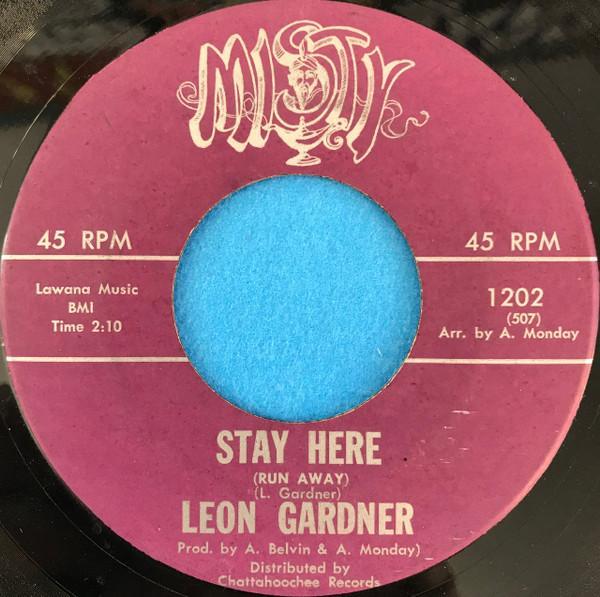 MISTY
45 RPM
45 RPM
Lawana Music
BMI
Time 2:10
1202
(507)
Arr. by A. Monday
STAY HERE
(RUN AWAY)
(L. Gardner)
LEON GARDNER
Prod. by A. Belvin & A. Monday)
Distributed by
Chattahoochee Records